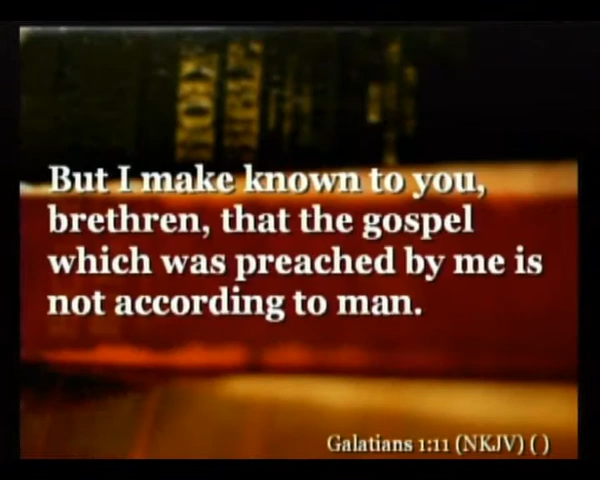 But I make known to you,
brethren, that the gospel
which was preached by me is
not according to man.
Galatians 1:11 (NKJV) ( )